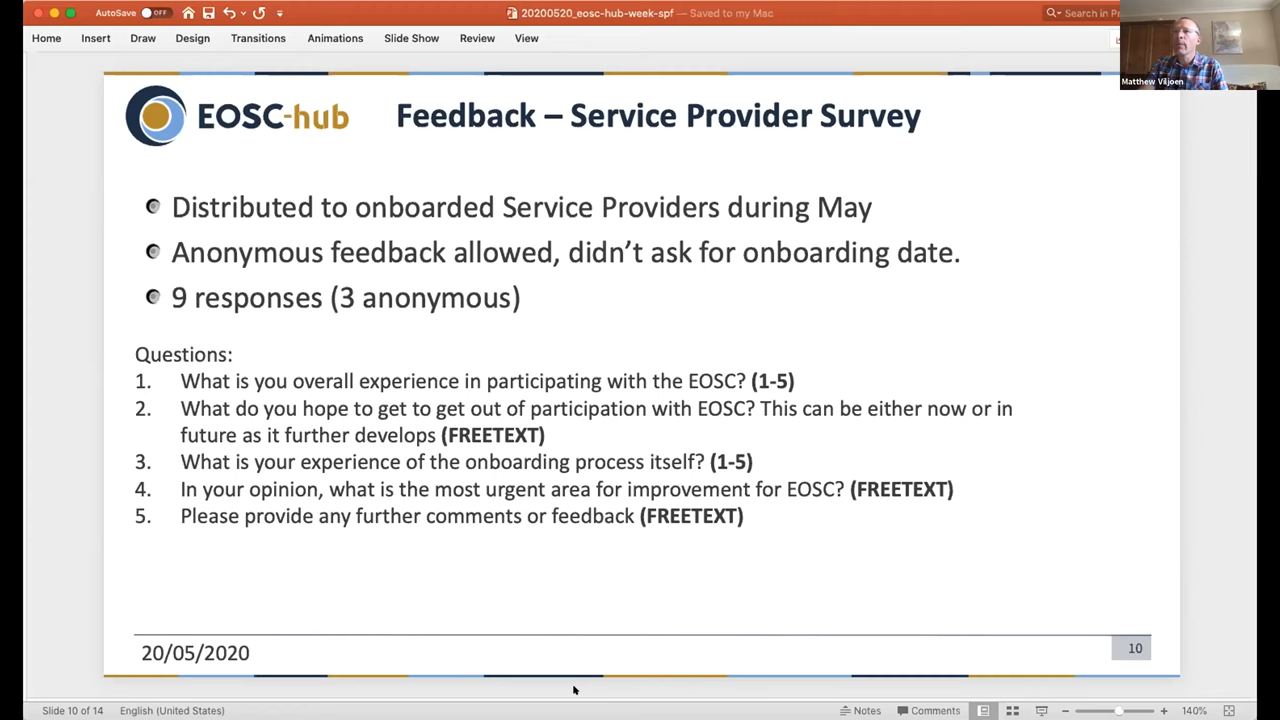 AutoSave OFF
20200520_eosc-hub-week-spf — Saved to my Mac
Search in
Home Insert Draw Design Transitions Animations Slide Show Review View
Matthew Viljoen
EOSC-hub
Feedback – Service Provider Survey
Distributed to onboarded Service Providers during May
Anonymous feedback allowed, didn't ask for onboarding date.
9 responses (3 anonymous)
Questions:
1. What is you overall experience in participating with the EOSC? (1-5)
2. What do you hope to get to get out of participation with EOSC? This can be either now or in
future as it further develops (FREETEXT)
3. What is your experience of the onboarding process itself? (1-5)
4. In your opinion, what is the most urgent area for improvement for EOSC? (FREETEXT)
5. Please provide any further comments or feedback (FREETEXT)
20/05/2020
10
Slide 10 of 14 English (United States) Notes Comments 140%